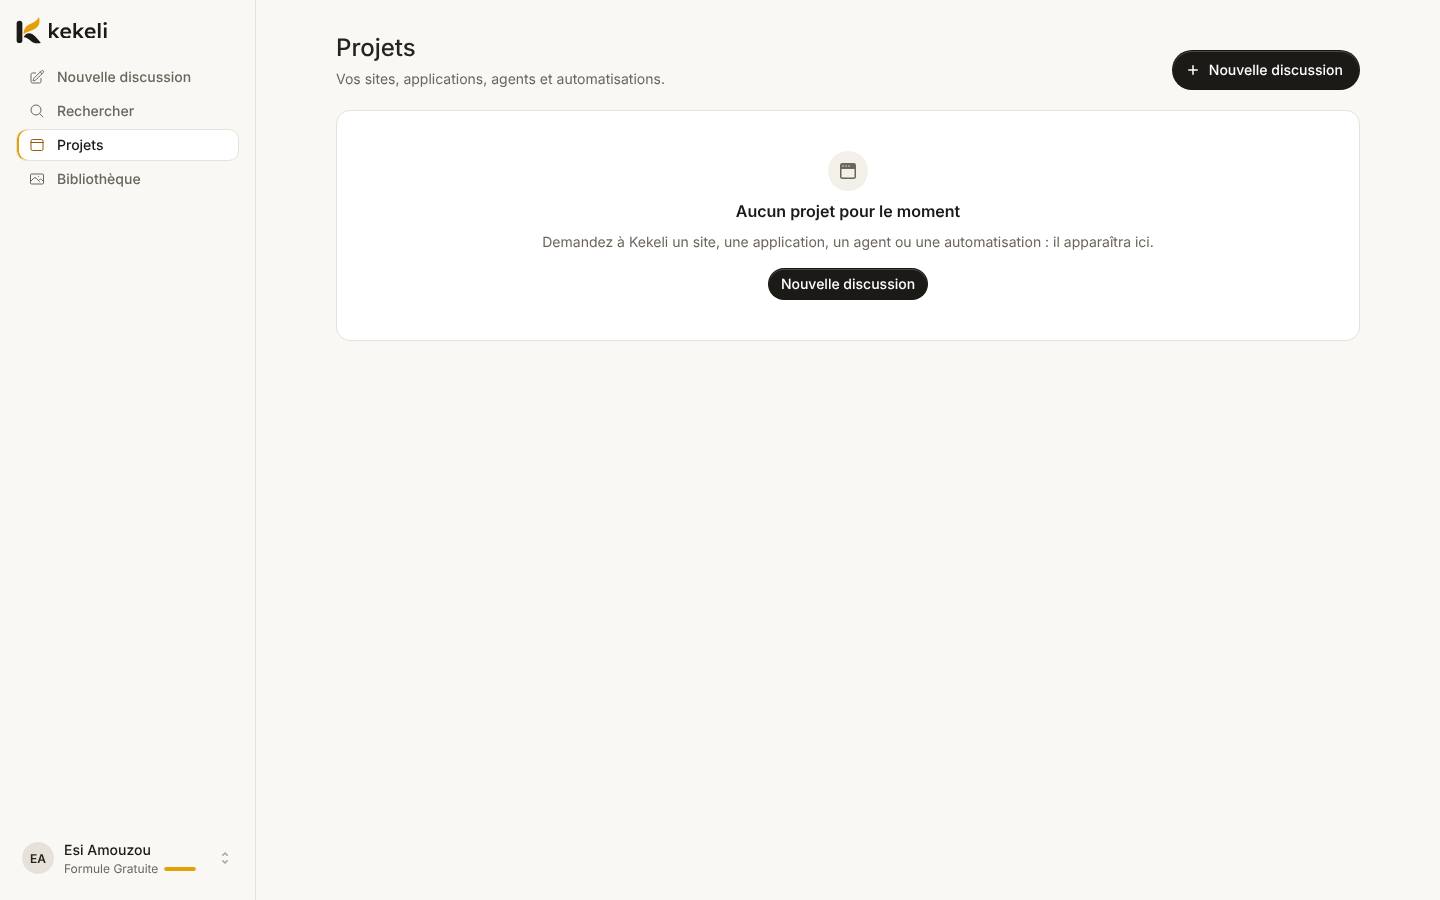 kekeli
Nouvelle discussion
Rechercher
Projets
Bibliothèque
Projets
Vos sites, applications, agents et automatisations.
Nouvelle discussion
Aucun projet pour le moment
Demandez à Kekeli un site, une application, un agent ou une automatisation : il apparaîtra ici.
Nouvelle discussion
EA
Esi Amouzou
Formule Gratuite